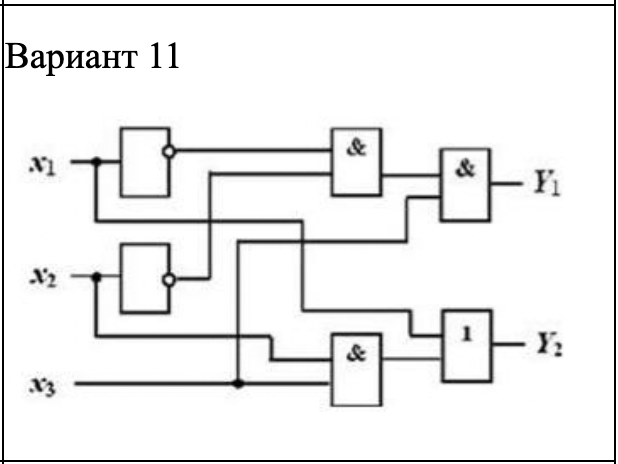 Вариант 11
x₁ & & Y₁
x₂
1 Y₂
&
x₃